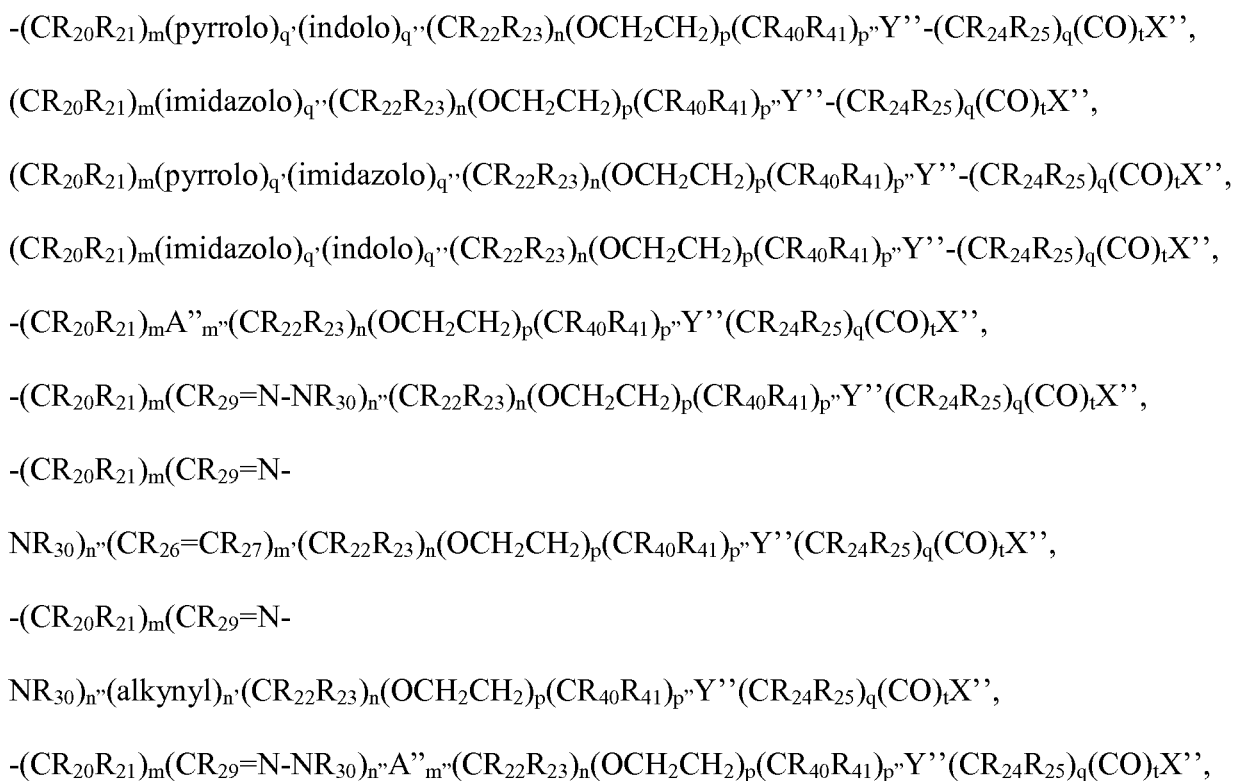 -(CR₂₀R₂₁)ₘ(pyrrolo)q’(indolo)q’’(CR₂₂R₂₃)ₙ(OCH₂CH₂)ₚ(CR₄₀R₄₁)ₚ”Y’’-(CR₂₄R₂₅)q(CO)ₜX’’,
(CR₂₀R₂₁)ₘ(imidazolo)q’’(CR₂₂R₂₃)ₙ(OCH₂CH₂)ₚ(CR₄₀R₄₁)ₚ”Y’’-(CR₂₄R₂₅)q(CO)ₜX’’,
(CR₂₀R₂₁)ₘ(pyrrolo)q’(imidazolo)q’’(CR₂₂R₂₃)ₙ(OCH₂CH₂)ₚ(CR₄₀R₄₁)ₚ”Y’’-(CR₂₄R₂₅)q(CO)ₜX’’,
(CR₂₀R₂₁)ₘ(imidazolo)q’(indolo)q’’(CR₂₂R₂₃)ₙ(OCH₂CH₂)ₚ(CR₄₀R₄₁)ₚ”Y’’-(CR₂₄R₂₅)q(CO)ₜX’’,
-(CR₂₀R₂₁)ₘA”ₘ”(CR₂₂R₂₃)ₙ(OCH₂CH₂)ₚ(CR₄₀R₄₁)ₚ”Y’’(CR₂₄R₂₅)q(CO)ₜX’’,
-(CR₂₀R₂₁)ₘ(CR₂₉=N-NR₃₀)ₙ”(CR₂₂R₂₃)ₙ(OCH₂CH₂)ₚ(CR₄₀R₄₁)ₚ”Y’’(CR₂₄R₂₅)q(CO)ₜX’’,
-(CR₂₀R₂₁)ₘ(CR₂₉=N-
NR₃₀)ₙ”(CR₂₆=CR₂₇)ₘ’(CR₂₂R₂₃)ₙ(OCH₂CH₂)ₚ(CR₄₀R₄₁)ₚ”Y’’(CR₂₄R₂₅)q(CO)ₜX’’,
-(CR₂₀R₂₁)ₘ(CR₂₉=N-
NR₃₀)ₙ”(alkynyl)ₙ’(CR₂₂R₂₃)ₙ(OCH₂CH₂)ₚ(CR₄₀R₄₁)ₚ”Y’’(CR₂₄R₂₅)q(CO)ₜX’’,
-(CR₂₀R₂₁)ₘ(CR₂₉=N-NR₃₀)ₙ”A”ₘ”(CR₂₂R₂₃)ₙ(OCH₂CH₂)ₚ(CR₄₀R₄₁)ₚ”Y’’(CR₂₄R₂₅)q(CO)ₜX’’,